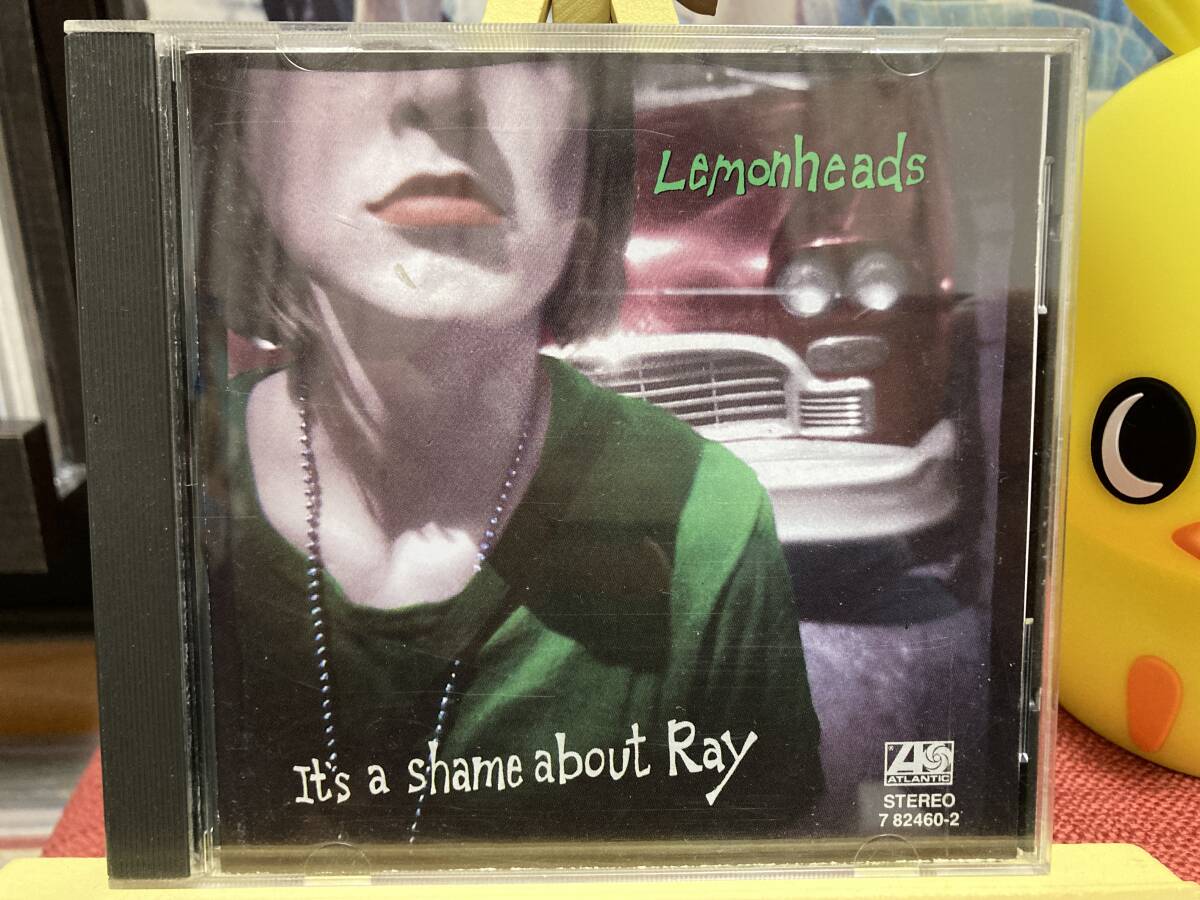 Lemonheads
It's a shame about Ray
ATLANTIC
STEREO
7 82460-2